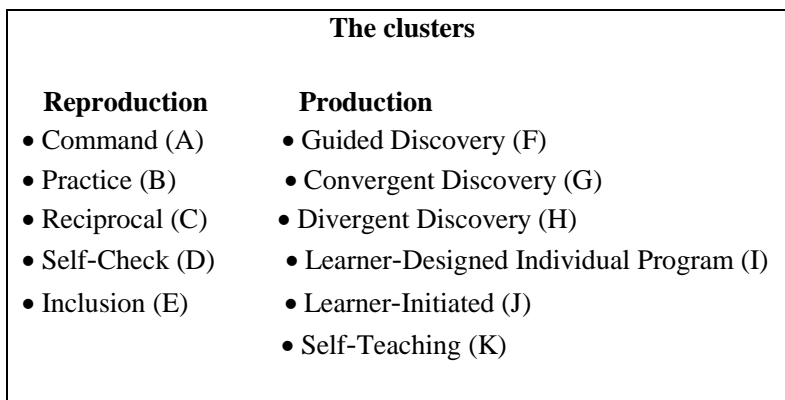 The clusters
Reproduction Production
• Command (A) • Guided Discovery (F)
• Practice (B) • Convergent Discovery (G)
• Reciprocal (C) • Divergent Discovery (H)
• Self-Check (D) • Learner-Designed Individual Program (I)
• Inclusion (E) • Learner-Initiated (J)
• Self-Teaching (K)